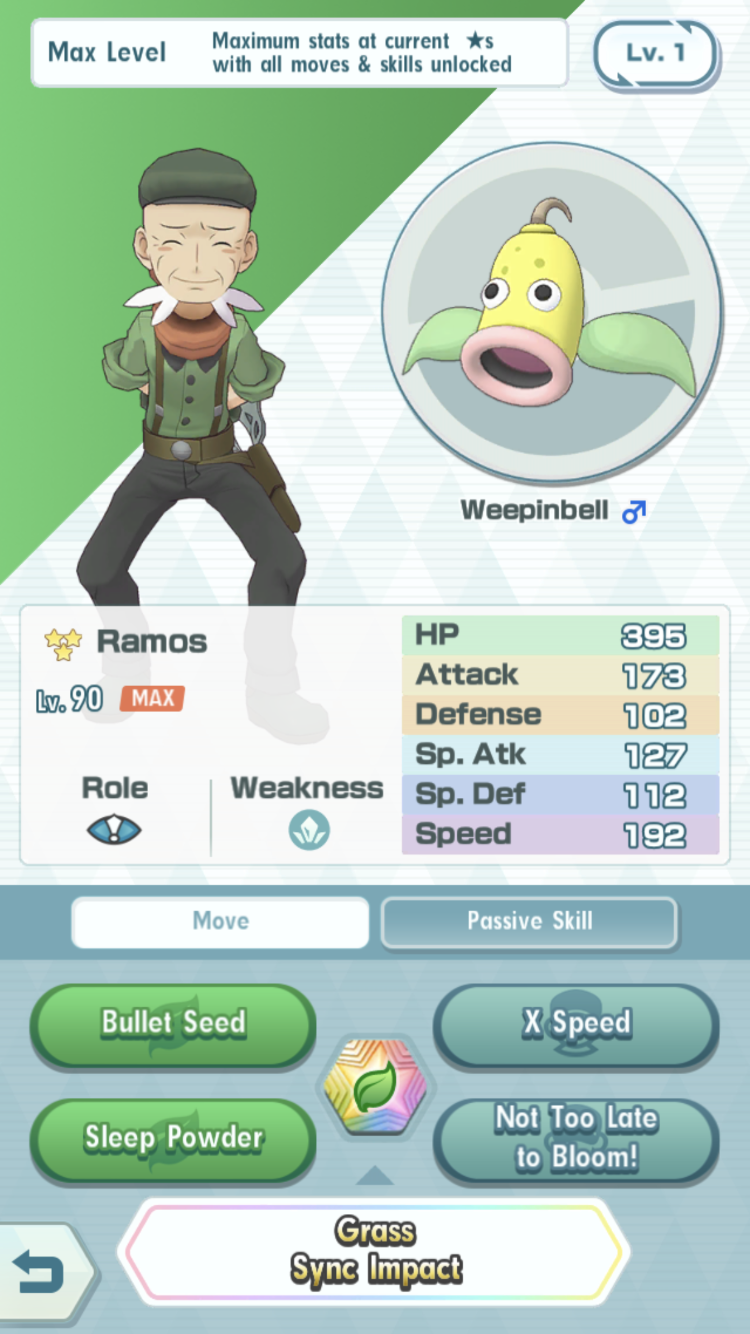 Max Level
Maximum stats at current ★s
with all moves & skills unlocked
Lv. 1
Weepinbell ♂
Ramos
Lv. 90 MAX
Role
Weakness
HP 395
Attack 173
Defense 102
Sp. Atk 127
Sp. Def 112
Speed 192
Move
Passive Skill
Bullet Seed
X Speed
Sleep Powder
Not Too Late
to Bloom!
Grass
Sync Impact